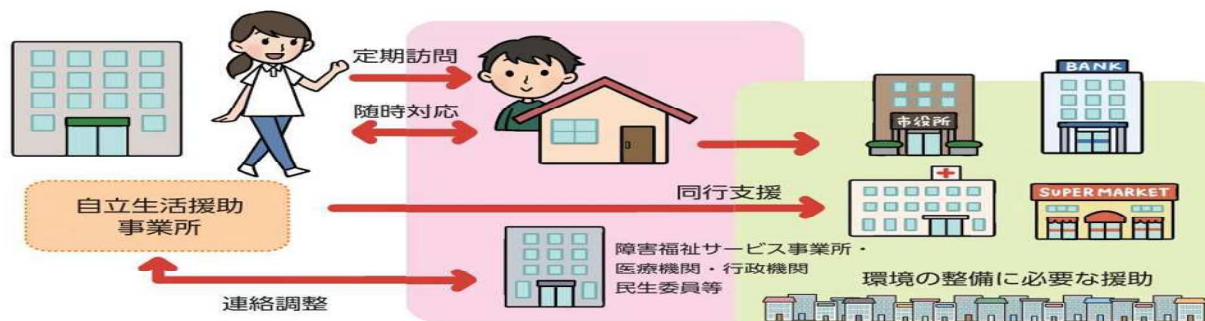 定期訪問
随時対応
自立生活援助
事業所
同行支援
連絡調整
障害福祉サービス事業所・
医療機関・行政機関
民生委員等
市役所
BANK
SUPER MARKET
環境の整備に必要な援助